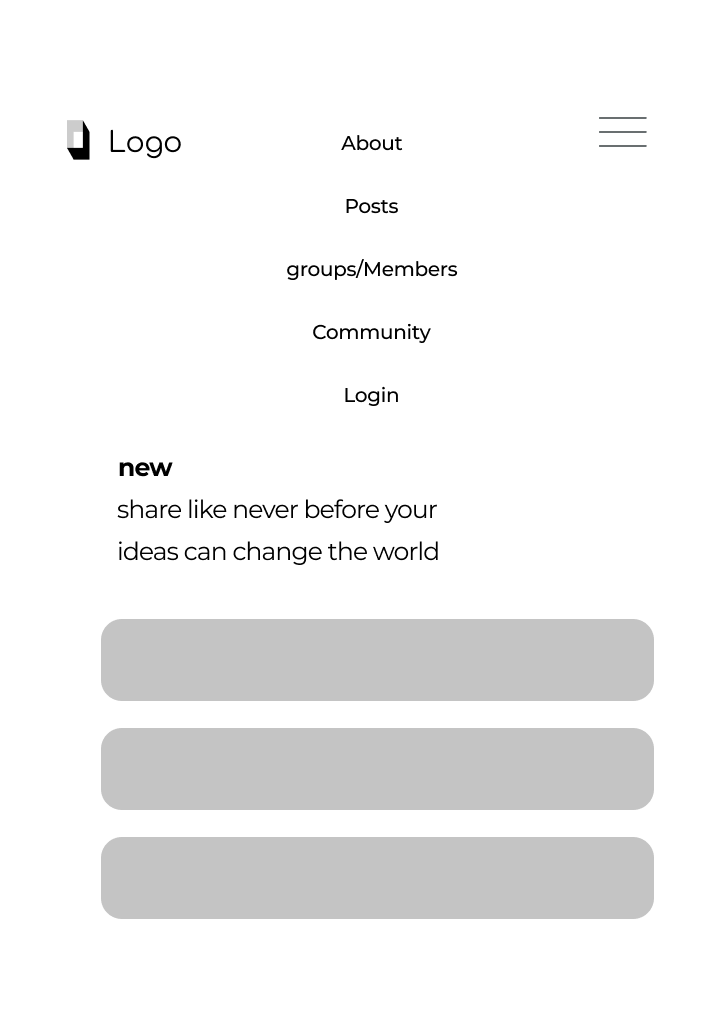 Logo
About
Posts
groups/Members
Community
Login
new
share like never before your
ideas can change the world